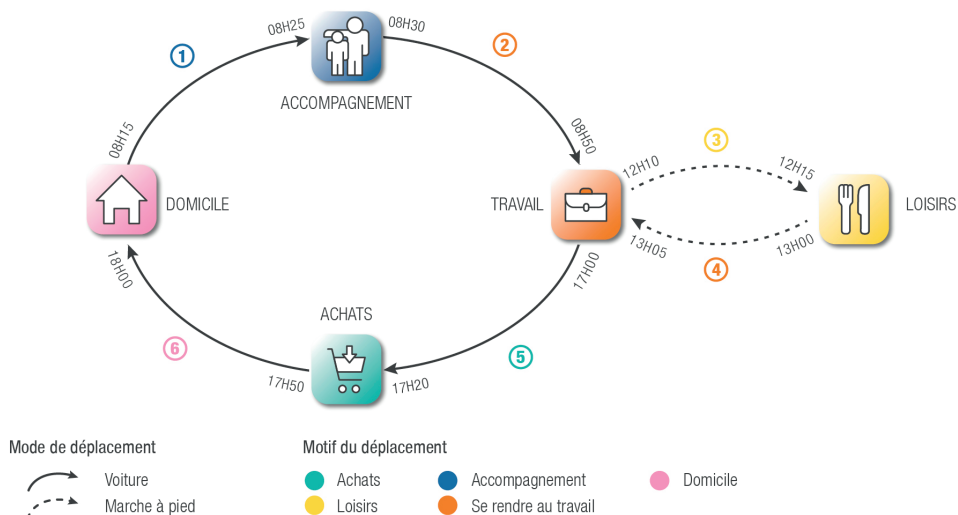 08H25
08H30
1
2
ACCOMPAGNEMENT
08H15
08H50
3
12H10
12H15
DOMICILE
TRAVAIL
LOISIRS
13H05
13H00
4
18H00
17H00
ACHATS
6
5
17H50
17H20
Mode de déplacement
Motif du déplacement
Voiture
Achats
Accompagnement
Domicile
Marche à pied
Loisirs
Se rendre au travail